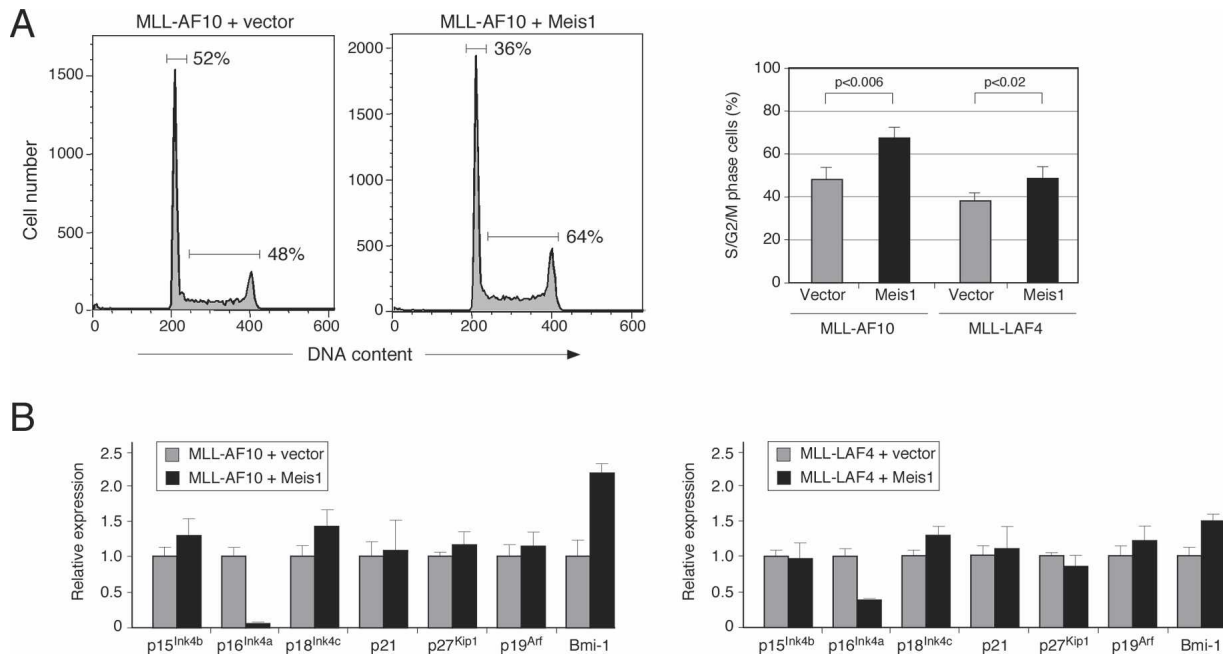 A
MLL-AF10 + vector
MLL-AF10 + Meis1
52%
48%
36%
64%
Cell number
1500
1000
500
0
2000
1500
1000
500
0
0 200 400 600
0 200 400 600
DNA content
S/G2/M phase cells (%)
100
80
60
40
20
0
p<0.006
p<0.02
Vector Meis1 Vector Meis1
MLL-AF10 MLL-LAF4
B
Relative expression
2.5
2.0
1.5
1.0
0.5
0
MLL-AF10 + vector
MLL-AF10 + Meis1
p15Ink4b p16Ink4a p18Ink4c p21 p27Kip1 p19Arf Bmi-1
Relative expression
2.5
2.0
1.5
1.0
0.5
0
MLL-LAF4 + vector
MLL-LAF4 + Meis1
p15Ink4b p16Ink4a p18Ink4c p21 p27Kip1 p19Arf Bmi-1